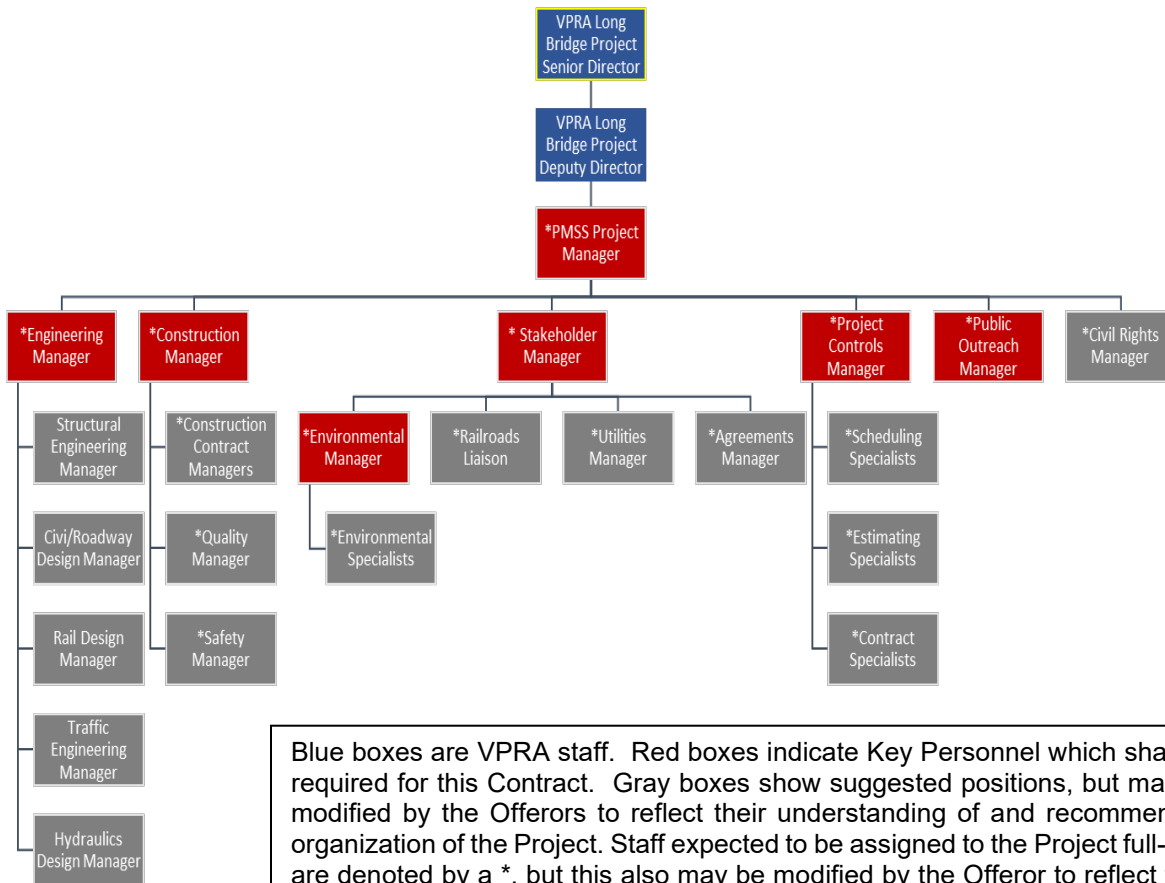 VPRA Long
Bridge Project
Senior Director
VPRA Long
Bridge Project
Deputy Director
*PMSS Project
Manager
*Engineering
Manager
*Construction
Manager
* Stakeholder
Manager
*Project
Controls
Manager
*Public
Outreach
Manager
*Civil Rights
Manager
Structural
Engineering
Manager
*Construction
Contract
Managers
*Environmental
Manager
*Railroads
Liaison
*Utilities
Manager
*Agreements
Manager
*Scheduling
Specialists
Civi/Roadway
Design Manager
*Quality
Manager
*Environmental
Specialists
*Estimating
Specialists
Rail Design
Manager
*Safety
Manager
*Contract
Specialists
Traffic
Engineering
Manager
Hydraulics
Design Manager
Blue boxes are VPRA staff. Red boxes indicate Key Personnel which sha
required for this Contract. Gray boxes show suggested positions, but ma
modified by the Offerors to reflect their understanding of and recommen
organization of the Project. Staff expected to be assigned to the Project full-
are denoted by a *, but this also may be modified by the Offeror to reflect